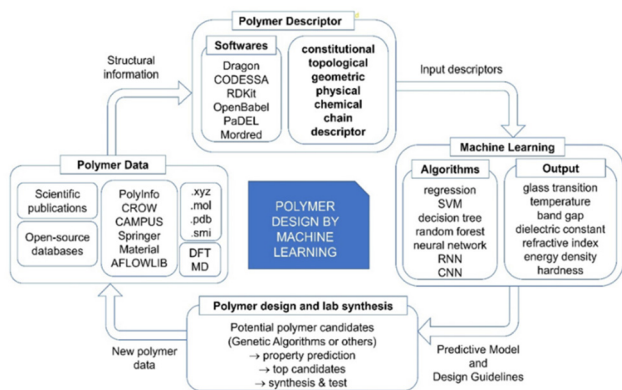 Polymer Descriptor
Softwares
Dragon
CODESSA
RDKit
OpenBabel
PaDEL
Mordred
constitutional
topological
geometric
physical
chemical
chain
descriptor
Structural
information
Input descriptors
Polymer Data
Scientific
publications
Open-source
databases
PolyInfo
CROW
CAMPUS
Springer
Material
AFLOWLIB
.xyz
.mol
.pdb
.smi
DFT
MD
POLYMER
DESIGN BY
MACHINE
LEARNING
Machine Learning
Algorithms
regression
SVM
decision tree
random forest
neural network
RNN
CNN
Output
glass transition
temperature
band gap
dielectric constant
refractive index
energy density
hardness
Polymer design and lab synthesis
Potential polymer candidates
(Genetic Algorithms or others)
→ property prediction
→ top candidates
→ synthesis & test
New polymer
data
Predictive Model
and
Design Guidelines